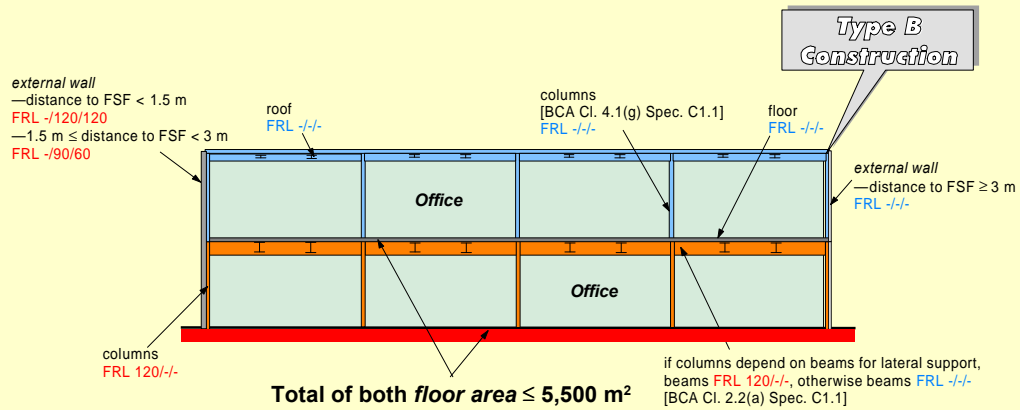 Type B
Construction
external wall
—distance to FSF < 1.5 m
FRL -/120/120
—1.5 m ≤ distance to FSF < 3 m
FRL -/90/60
roof
FRL -/-/-
columns
[BCA Cl. 4.1(g) Spec. C1.1]
FRL -/-/-
floor
FRL -/-/-
external wall
—distance to FSF ≥ 3 m
FRL -/-/-
Office
Office
columns
FRL 120/-/-
Total of both floor area ≤ 5,500 m²
if columns depend on beams for lateral support,
beams FRL 120/-/-, otherwise beams FRL -/-/-
[BCA Cl. 2.2(a) Spec. C1.1]